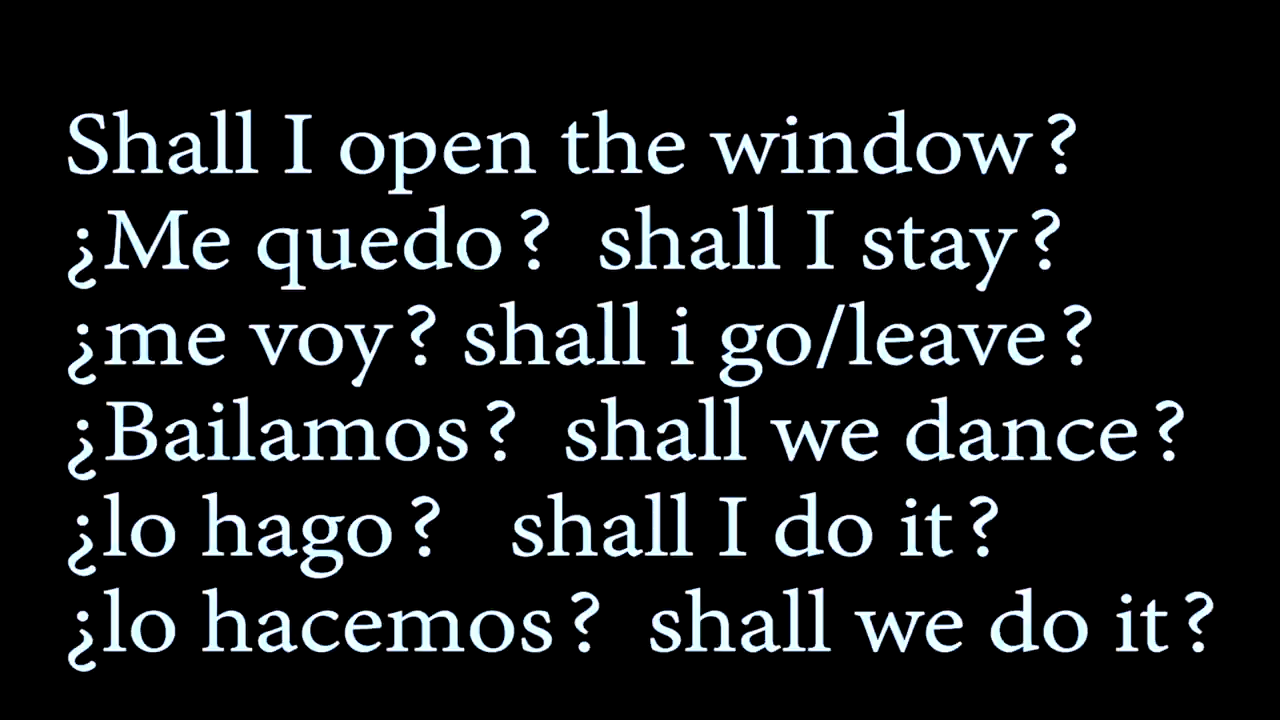 Shall I open the window?
¿Me quedo? shall I stay?
¿me voy? shall i go/leave?
¿Bailamos? shall we dance?
¿lo hago? shall I do it?
¿lo hacemos? shall we do it?